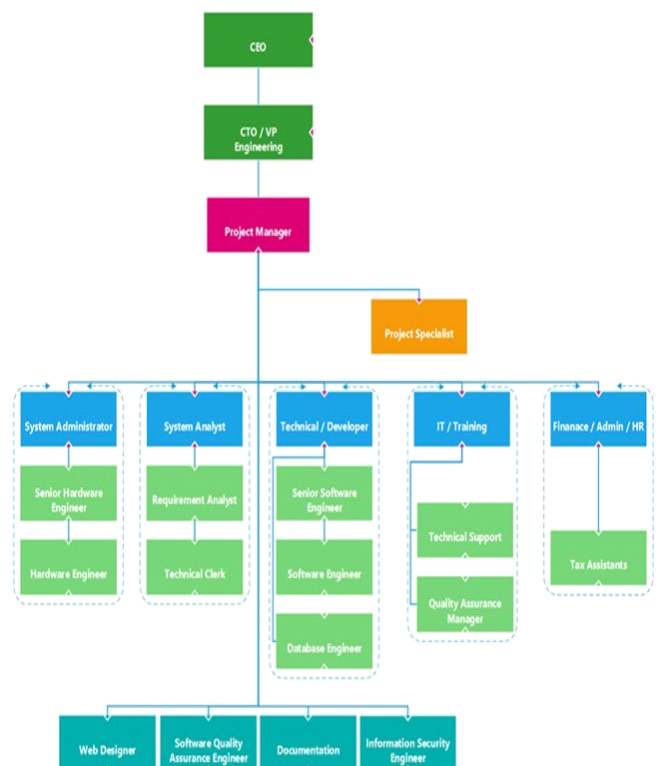 CEO
CTO / VP
Engineering
Project Manager
Project Specialist
System Administrator
System Analyst
Technical / Developer
IT / Training
Finanace / Admin / HR
Senior Hardware
Engineer
Requirement Analyst
Senior Software
Engineer
Technical Support
Tax Assistants
Hardware Engineer
Technical Clerk
Software Engineer
Quality Assurance
Manager
Database Engineer
Web Designer
Software Quality
Assurance Engineer
Documentation
Information Security
Engineer